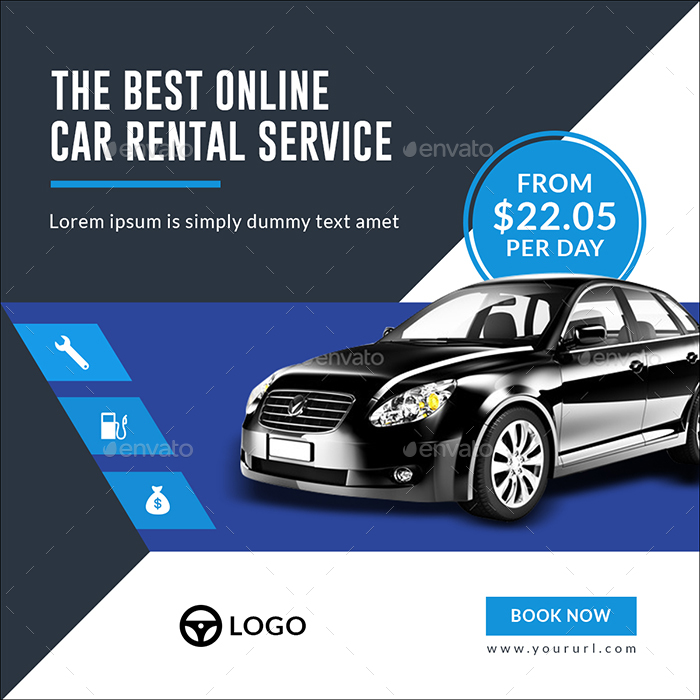 THE BEST ONLINE
CAR RENTAL SERVICE
Lorem ipsum is simply dummy text amet
FROM
$22.05
PER DAY
$
LOGO
BOOK NOW
www.yoururl.com
envato
envato
envato
envato
envato
envato